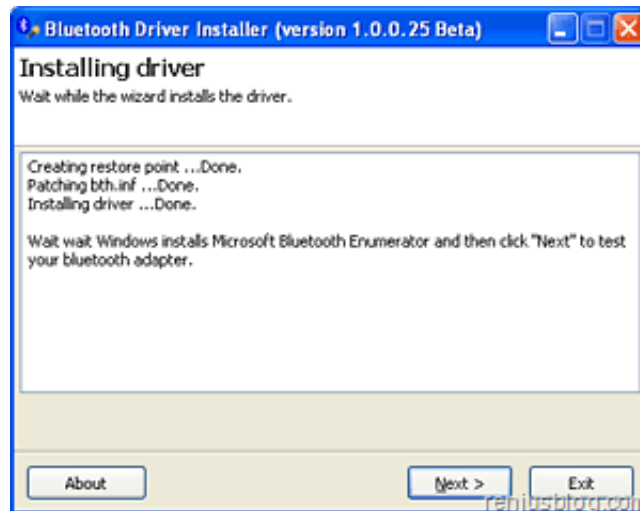 Bluetooth Driver Installer (version 1.0.0.25 Beta)
Installing driver
Wait while the wizard installs the driver.
Creating restore point ...Done.
Patching bth.inf ...Done.
Installing driver ...Done.
Wait wait Windows installs Microsoft Bluetooth Enumerator and then click "Next" to test
your bluetooth adapter.
About
Next >
Exit
reniusblog.com